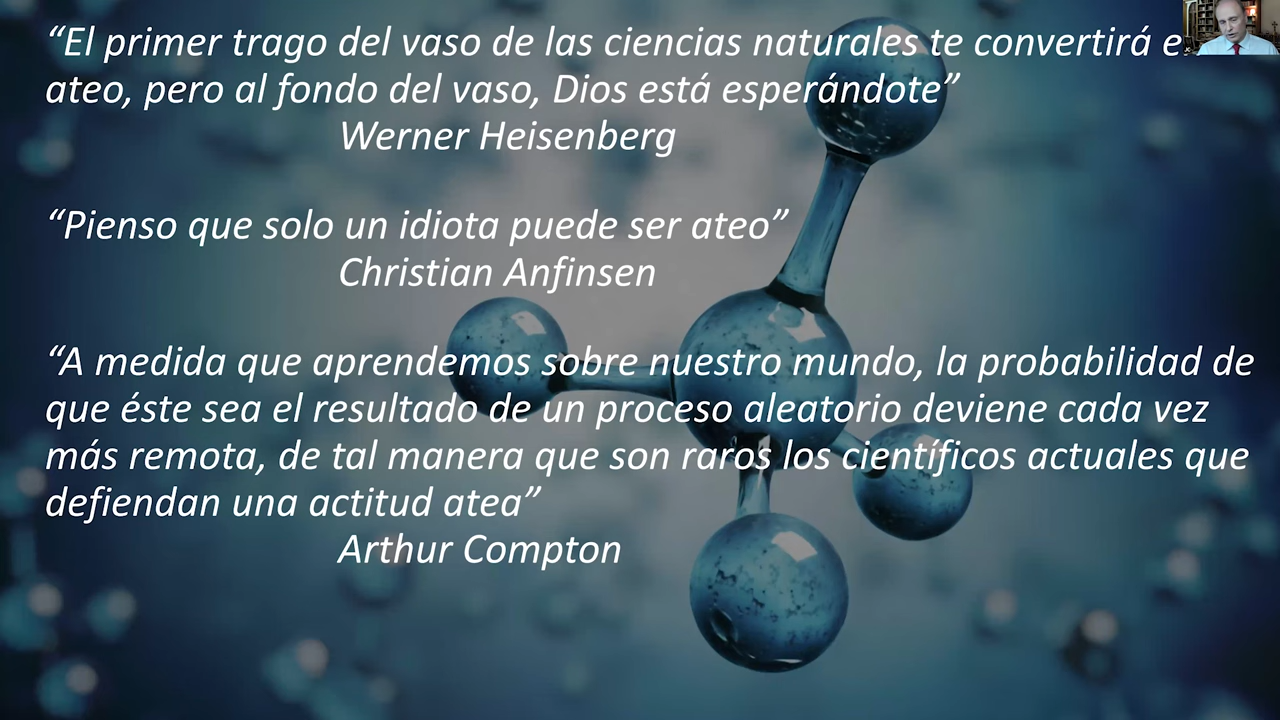 “El primer trago del vaso de las ciencias naturales te convertirá
ateo, pero al fondo del vaso, Dios está esperándote”
Werner Heisenberg
“Pienso que solo un idiota puede ser ateo”
Christian Anfinsen
“A medida que aprendemos sobre nuestro mundo, la probabilidad de
que éste sea el resultado de un proceso aleatorio deviene cada vez
más remota, de tal manera que son raros los científicos actuales que
defiendan una actitud atea”
Arthur Compton